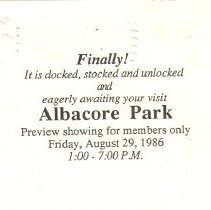 Finally!
It is docked, stocked and unlocked
and
eagerly awaiting your visit
Albacore Park
Preview showing for members only
Friday, August 29, 1986
1:00 - 7:00 P.M.